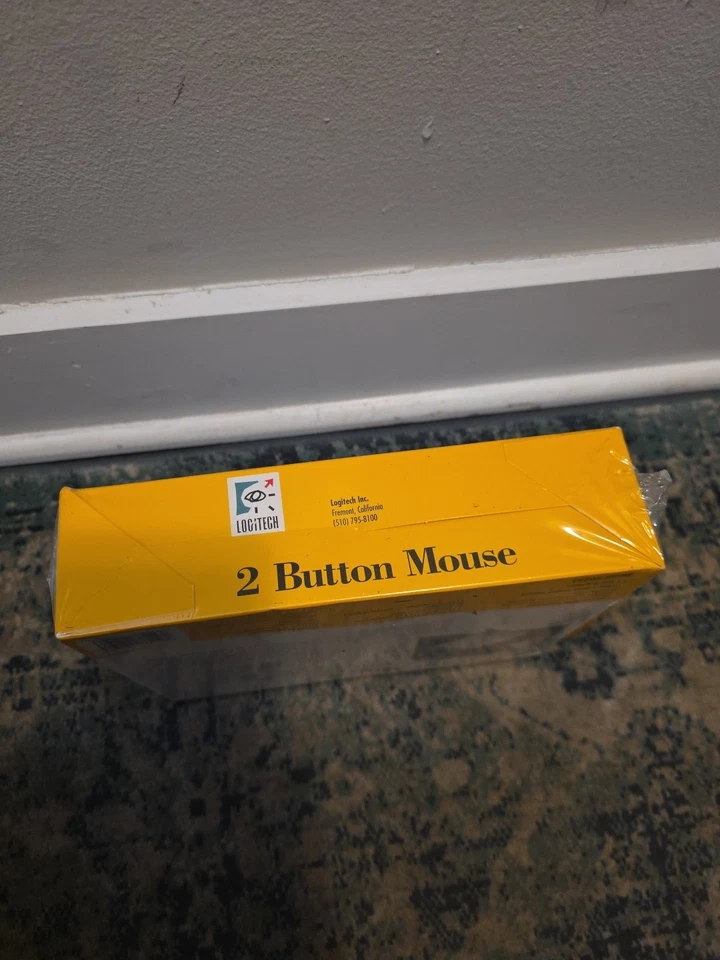 LOGITECH
Logitech Inc.
Fremont, California
(510) 795-8100
2 Button Mouse